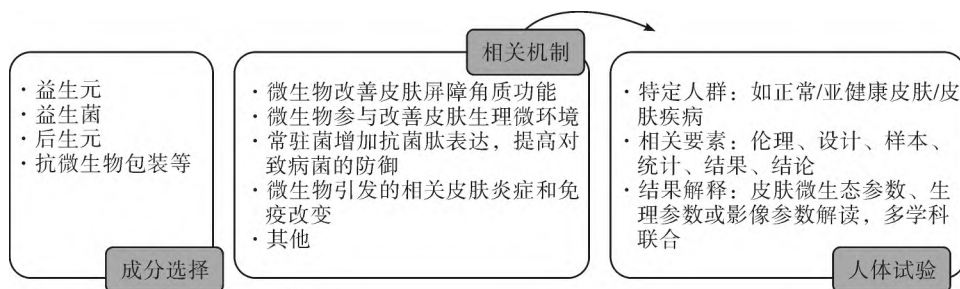 成分选择
· 益生元
· 益生菌
· 后生元
· 抗微生物包装等
相关机制
· 微生物改善皮肤屏障角质功能
· 微生物参与改善皮肤生理微环境
· 常驻菌增加抗菌肽表达，提高对
致病菌的防御
· 微生物引发的相关皮肤炎症和免
疫改变
· 其他
人体试验
· 特定人群：如正常/亚健康皮肤/皮
肤疾病
· 相关要素：伦理、设计、样本、
统计、结果、结论
· 结果解释：皮肤微生态参数、生
理参数或影像参数解读，多学科
联合